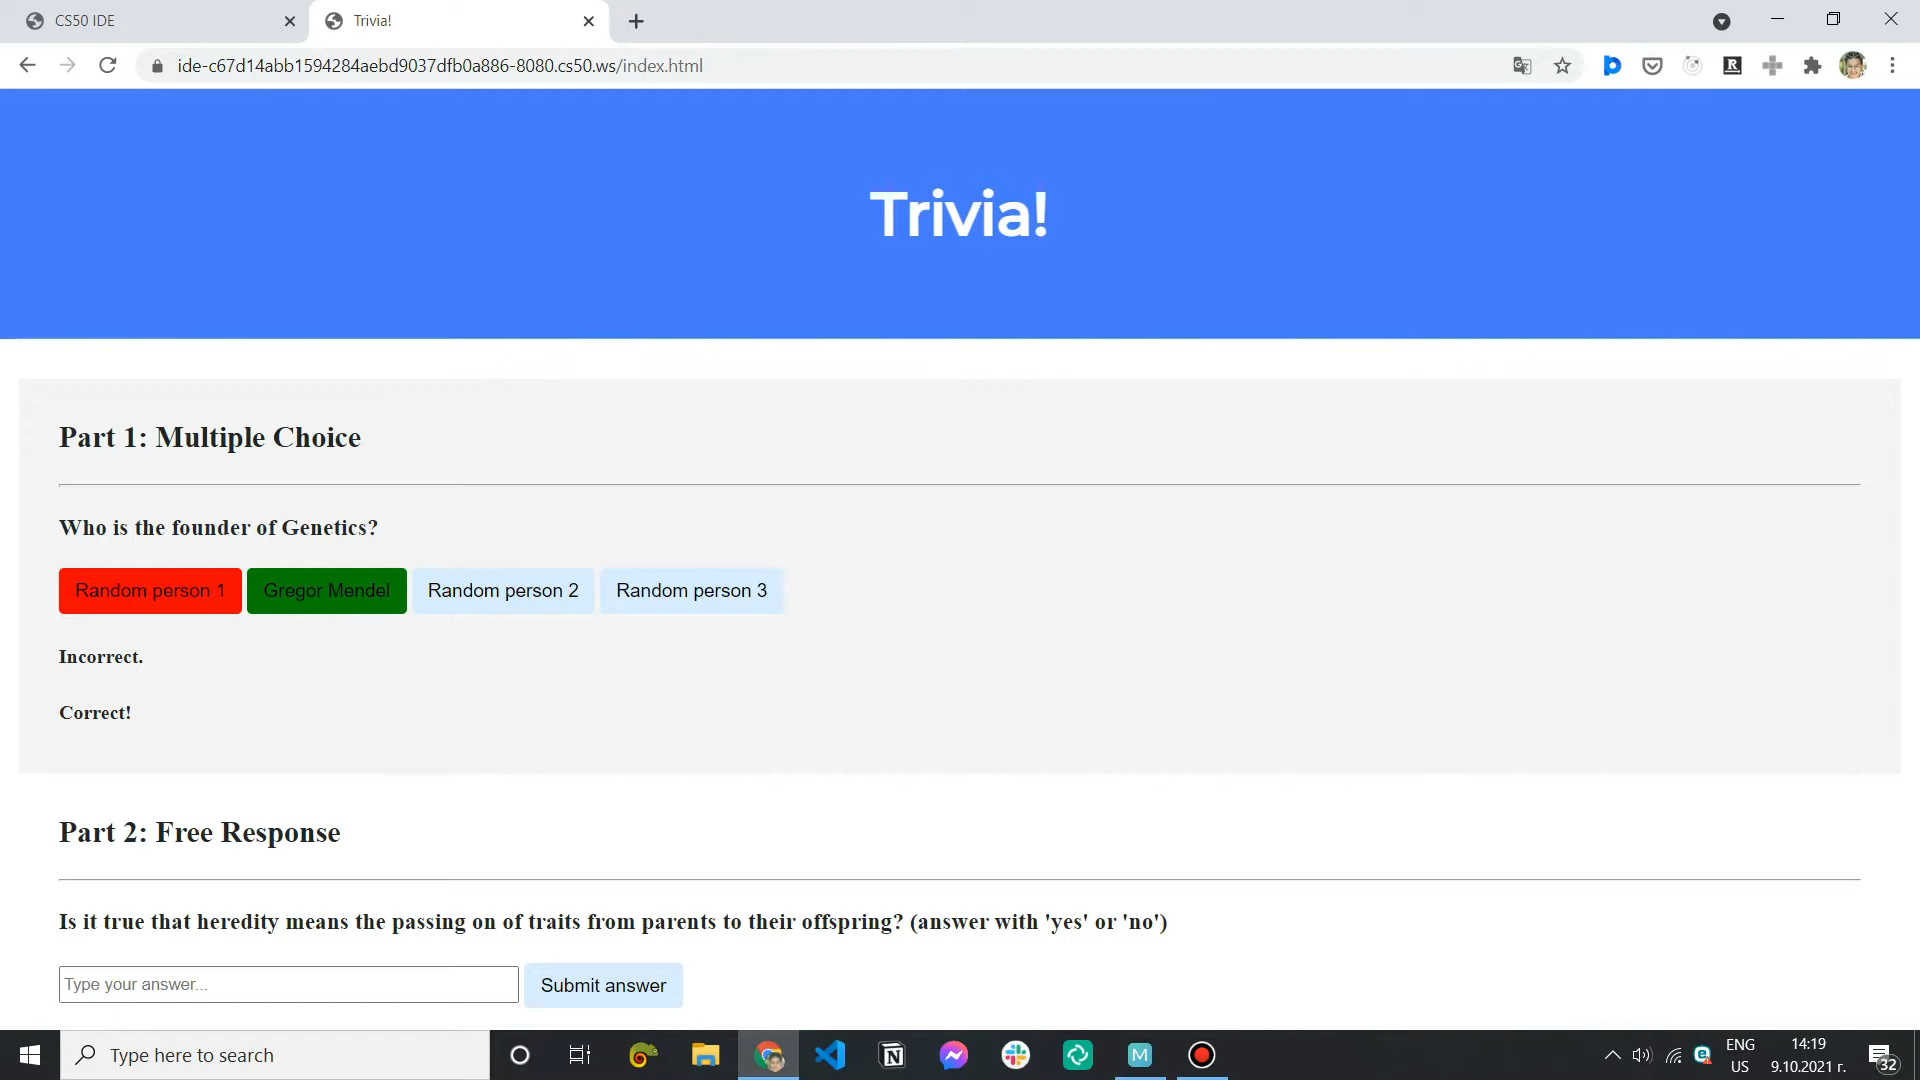 CS50 IDE
Trivia!
ide-c67d14abb1594284aebd9037dfb0a886-8080.cs50.ws/index.html
Trivia!
Part 1: Multiple Choice
Who is the founder of Genetics?
Random person 1 Gregor Mendel Random person 2 Random person 3
Incorrect.
Correct!
Part 2: Free Response
Is it true that heredity means the passing on of traits from parents to their offspring? (answer with 'yes' or 'no')
Type your answer... Submit answer
Type here to search
ENG
US
14:19
9.10.2021 г.
32